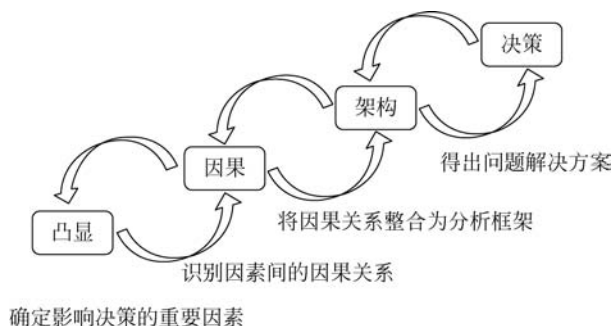 决策
架构
得出问题解决方案
因果
将因果关系整合为分析框架
凸显
识别因素间的因果关系
确定影响决策的重要因素